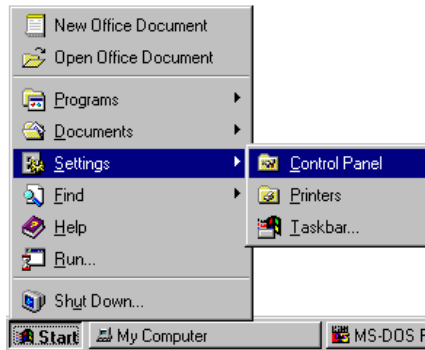 New Office Document
Open Office Document
Programs
Documents
Settings
Control Panel
Find
Printers
Help
Taskbar...
Run...
Shut Down...
Start
My Computer
MS-DOS